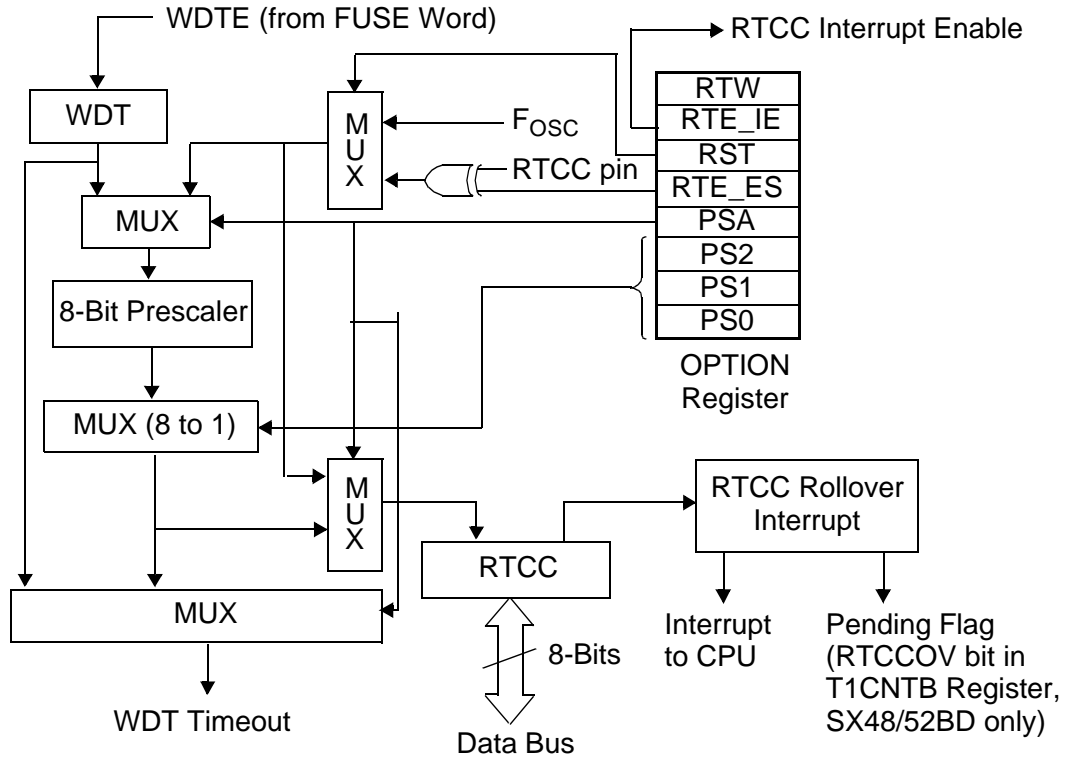 WDTE (from FUSE Word)
RTCC Interrupt Enable
WDT
M
U
X
FOSC
RTCC pin
RTW
RTE_IE
RST
RTE_ES
PSA
PS2
PS1
PS0
OPTION
Register
MUX
8-Bit Prescaler
MUX (8 to 1)
M
U
X
RTCC
RTCC Rollover
Interrupt
MUX
8-Bits
Interrupt
to CPU
Pending Flag
(RTCCOV bit in
T1CNTB Register,
SX48/52BD only)
WDT Timeout
Data Bus